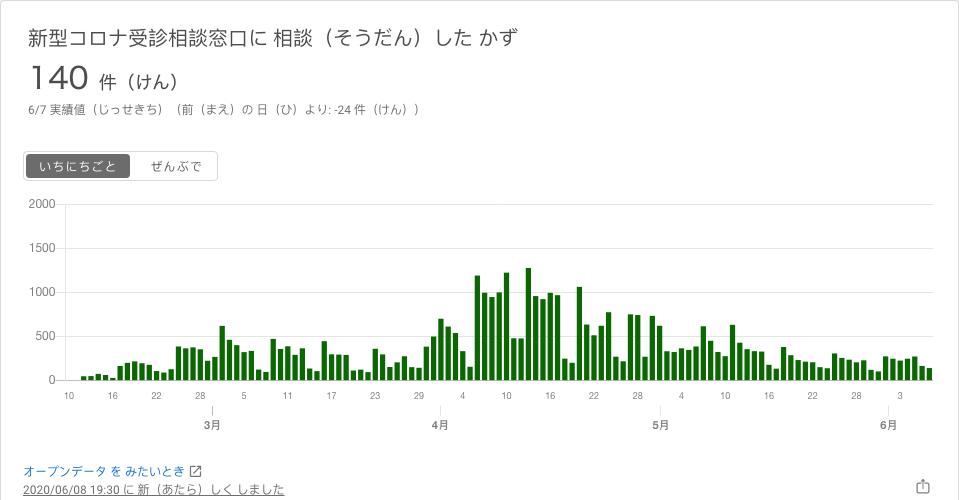 新型コロナ受診相談窓口に 相談（そうだん）した かず
140 件（けん）
6/7 実績値（じっせきち）（前（まえ）の 日（ひ）より: -24 件（けん））
いちにちごと ぜんぶで
2000
1500
1000
500
0
10 16 22 28 5 11 17 23 29 4 10 16 22 28 4 10 16 22 28 3
3月 4月 5月 6月
オープンデータ を みたいとき
2020/06/08 19:30 に 新（あたら）しく しました